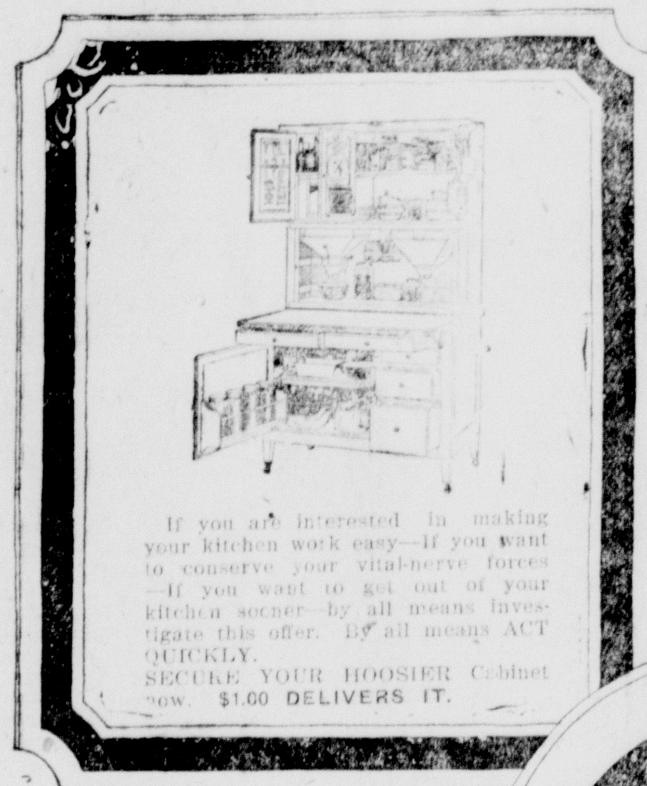 If you are interested in making
your kitchen work easy—If you want
to conserve your vital-nerve forces
—If you want to get out of your
kitchen sooner—by all means inves-
tigate this offer. By all means ACT
QUICKLY.
SECURE YOUR HOOSIER Cabinet
now. $1.00 DELIVERS IT.